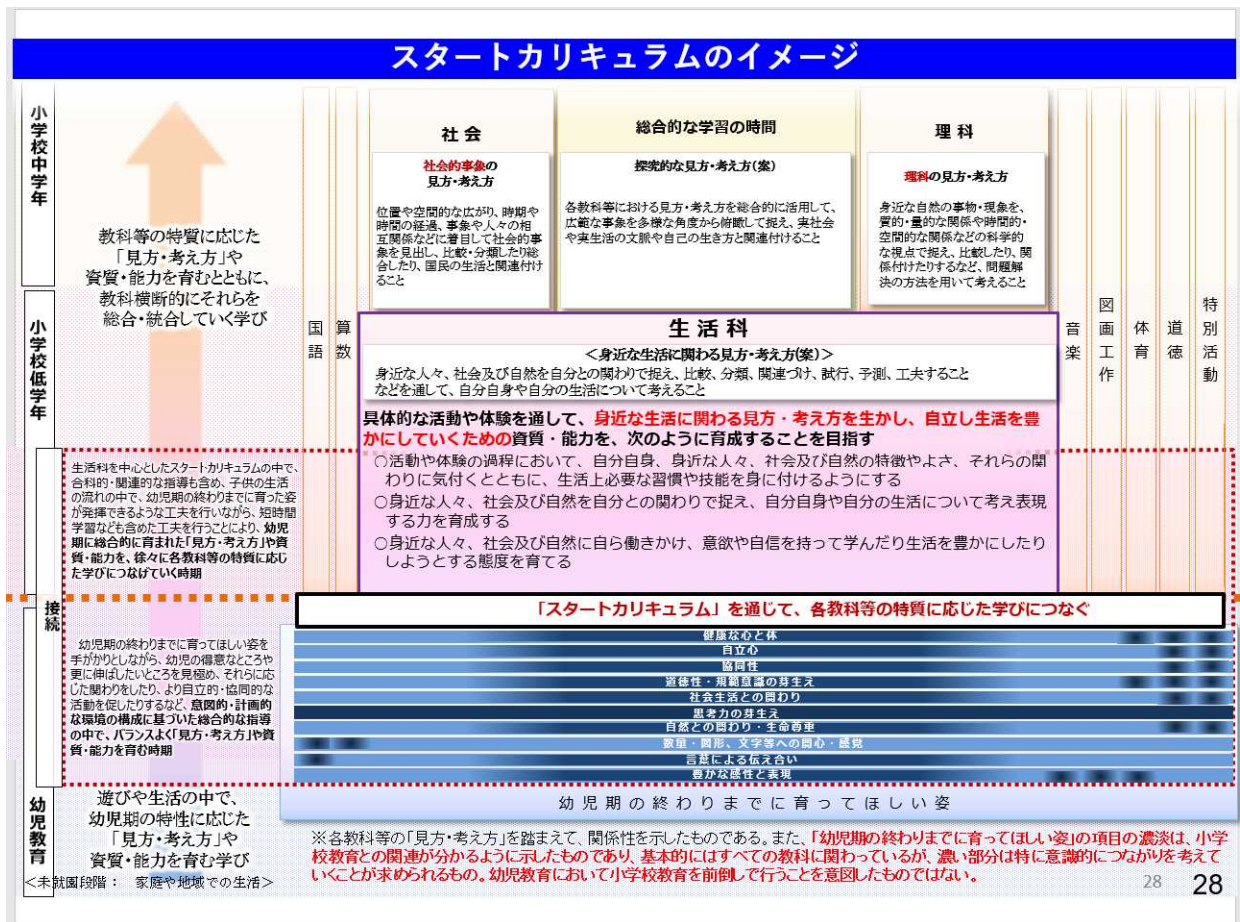 スタートカリキュラムのイメージ
小学校中学年
教科等の特質に応じた
「見方・考え方」や
資質・能力を育むとともに、
教科横断的にそれらを
総合・統合していく学び
国語
算数
社会
社会的事象の
見方・考え方
位置や空間的な広がり、時期や
時間の経過、事象や人々の相
互関係などに着目して社会的事
象を見出し、比較・分類したり総
合したり、国民の生活と関連付け
ること
総合的な学習の時間
探究的な見方・考え方(案)
各教科等における見方・考え方を総合的に活用して、
広範な事象を多様な角度から俯瞰して捉え、実社会
や実生活の文脈や自己の生き方と関連付けること
理科
理科の見方・考え方
身近な自然の事物・現象を、
質的・量的な関係や時間的・
空間的な関係などの科学的
な視点で捉え、比較したり、関
係付けたりするなど、問題解
決の方法を用いて考えること
音楽
図画工作
体育
道徳
特別活動
小学校低学年
生活科
<身近な生活に関わる見方・考え方(案)>
身近な人々、社会及び自然を自分との関わりで捉え、比較、分類、関連づけ、試行、予測、工夫すること
などを通して、自分自身や自分の生活について考えること
具体的な活動や体験を通して、身近な生活に関わる見方・考え方を生かし、自立し生活を豊
かにしていくための資質・能力を、次のように育成することを目指す
○活動や体験の過程において、自分自身、身近な人々、社会及び自然の特徴やよさ、それらの関
わりに気付くとともに、生活上必要な習慣や技能を身に付けるようにする
○身近な人々、社会及び自然を自分との関わりで捉え、自分自身や自分の生活について考え表現
する力を育成する
○身近な人々、社会及び自然に自ら働きかけ、意欲や自信を持って学んだり生活を豊かにしたり
しようとする態度を育てる
生活科を中心としたスタートカリキュラムの中で、
合科的・関連的な指導も含め、子供の生活
の流れの中で、幼児期の終わりまでに育った姿
が発揮できるような工夫を行いながら、短時間
学習なども含めた工夫を行うことにより、幼児
期に総合的に育まれた「見方・考え方」や資
質・能力を、徐々に各教科等の特質に応じ
た学びにつなげていく時期
接続
「スタートカリキュラム」を通じて、各教科等の特質に応じた学びにつなぐ
幼児期の終わりまでに育ってほしい姿を
手がかりとしながら、幼児の得意なところや
更に伸ばしたいところを見極め、それらに応
じた関わりをしたり、より自立的・協同的な
活動を促したりするなど、意図的・計画的
な環境の構成に基づいた総合的な指導
の中で、バランスよく「見方・考え方」や資
質・能力を育む時期
健康な心と体
自立心
協同性
道徳性・規範意識の芽生え
社会生活との関わり
思考力の芽生え
自然との関わり・生命尊重
数量・図形、文字等への関心・感覚
言葉による伝え合い
豊かな感性と表現
幼児期の終わりまでに育ってほしい姿
幼児教育
遊びや生活の中で、
幼児期の特性に応じた
「見方・考え方」や
資質・能力を育む学び
<未就園段階： 家庭や地域での生活>
※各教科等の「見方・考え方」を踏まえて、関係性を示したものである。また、「幼児期の終わりまでに育ってほしい姿」の項目の濃淡は、小学
校教育との関連が分かるように示したものであり、基本的にはすべての教科に関わっているが、濃い部分は特に意識的につながりを考えて
いくことが求められるもの。幼児教育において小学校教育を前倒しで行うことを意図したものではない。
28
28